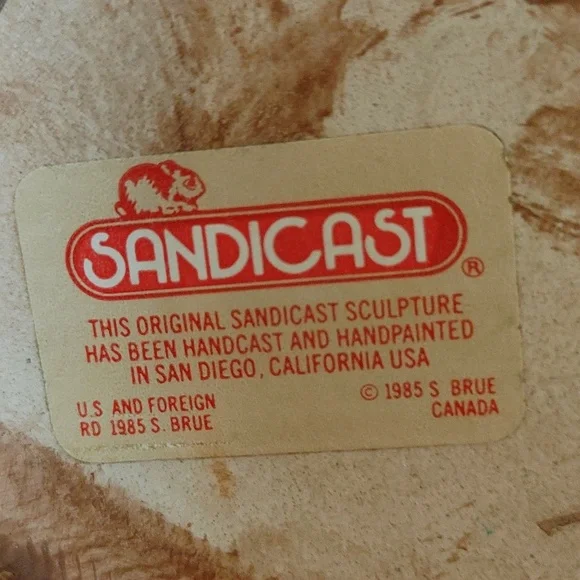 SANDICAST ®
THIS ORIGINAL SANDICAST SCULPTURE
HAS BEEN HANDCAST AND HANDPAINTED
IN SAN DIEGO, CALIFORNIA USA
U.S AND FOREIGN
RD 1985 S. BRUE
© 1985 S BRUE
CANADA